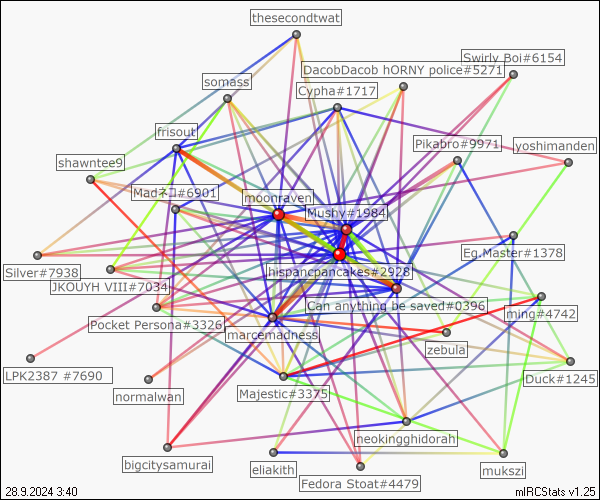 thesecondtwat
Swirly_Boi#6154
DacobDacob hORNY police#5271
somass
Cypha#1717
frisout
Pikabro#9971
yoshimanden
shawntee9
Madネコ#6901
moonraven
Mushy#1984
Eg.Master#1378
Silver#7938
hispancpancakes#2928
JKOUYH VIII#7034
Can anything be saved#0396
ming#4742
Pocket Persona#3326
marcemadness
zebula
LPK2387 #7690
Duck#1245
normalwan
Majestic#3375
neokingghidorah
bigcitysamurai
eliakith
mukszi
Fedora Stoat#4479
28.9.2024 3:40
mIRCStats v1.25